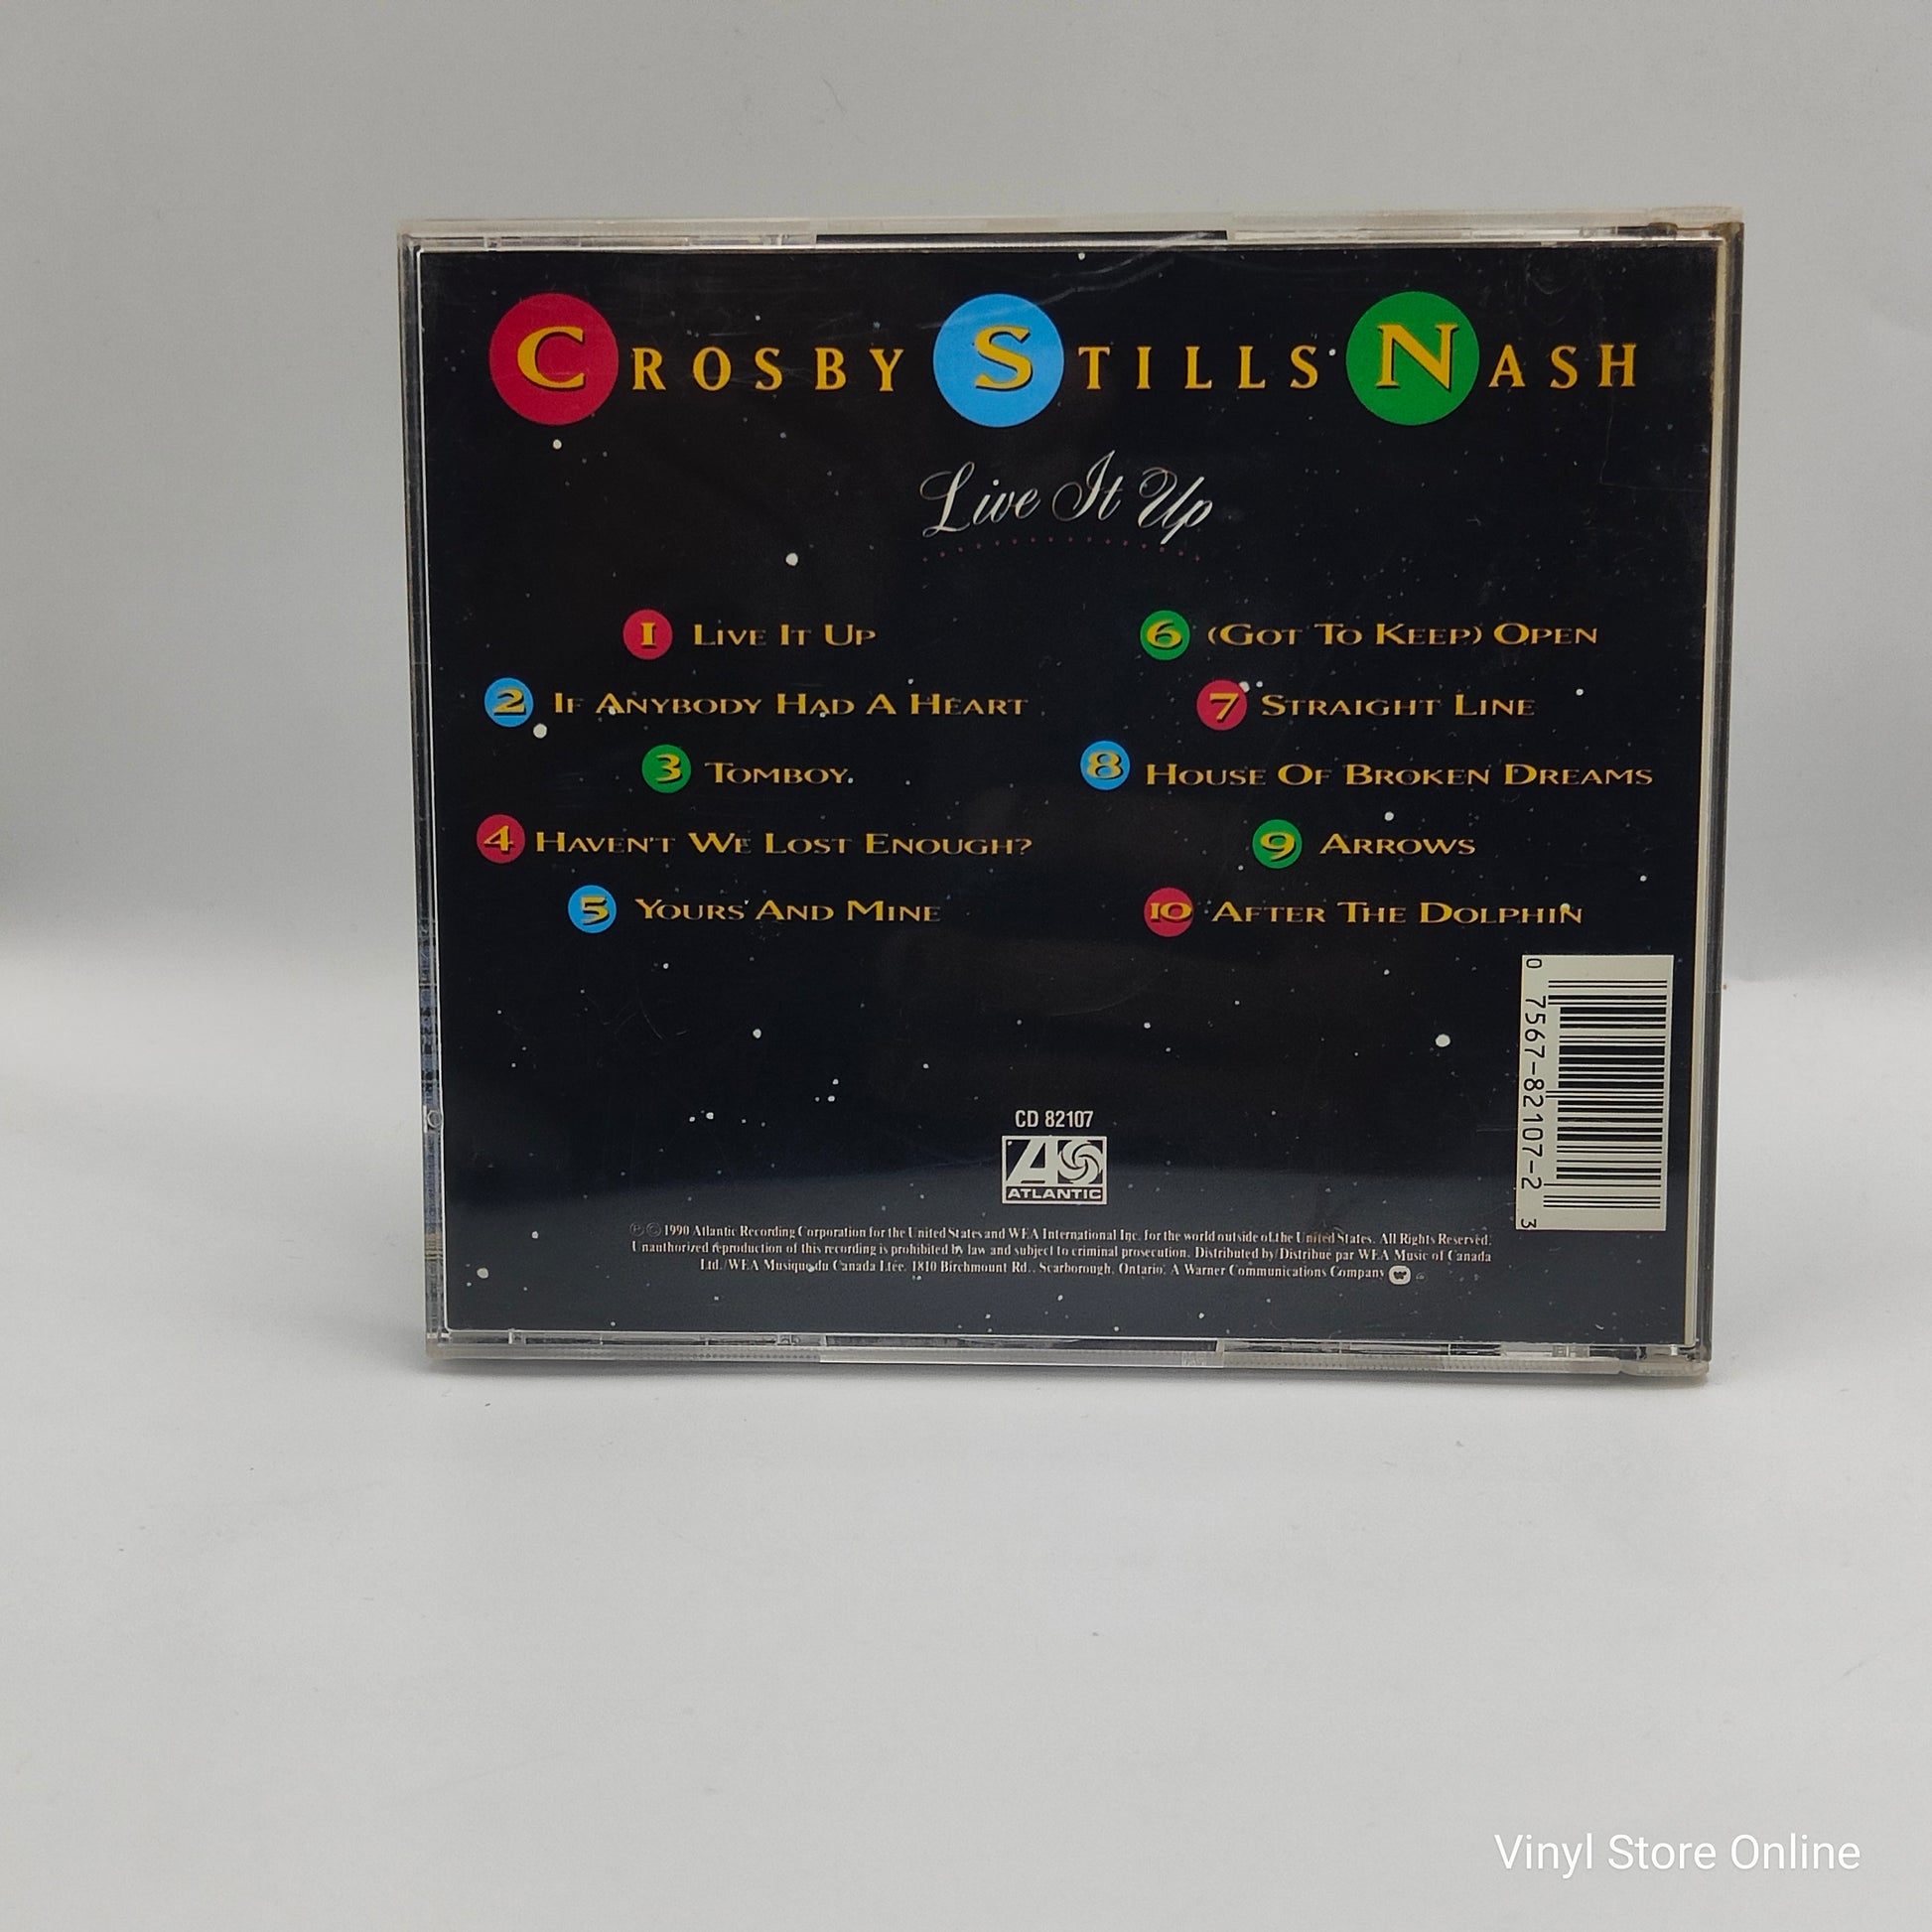 CROSBY STILLS NASH
Live It Up
1 LIVE IT UP
2 IF ANYBODY HAD A HEART
3 TOMBOY
4 HAVEN'T WE LOST ENOUGH?
5 YOURS AND MINE
6 (GOT TO KEEP) OPEN
7 STRAIGHT LINE
8 HOUSE OF BROKEN DREAMS
9 ARROWS
10 AFTER THE DOLPHIN
0 7567-82107-2 3
CD 82107
ATLANTIC
℗ © 1990 Atlantic Recording Corporation for the United States and WEA International Inc. for the world outside of the United States. All Rights Reserved.
Unauthorized reproduction of this recording is prohibited by law and subject to criminal prosecution. Distributed by/Distribué par WEA Music of Canada
Ltd./WEA Musique du Canada Ltée. 1810 Birchmount Rd., Scarborough, Ontario. A Warner Communications Company
Vinyl Store Online